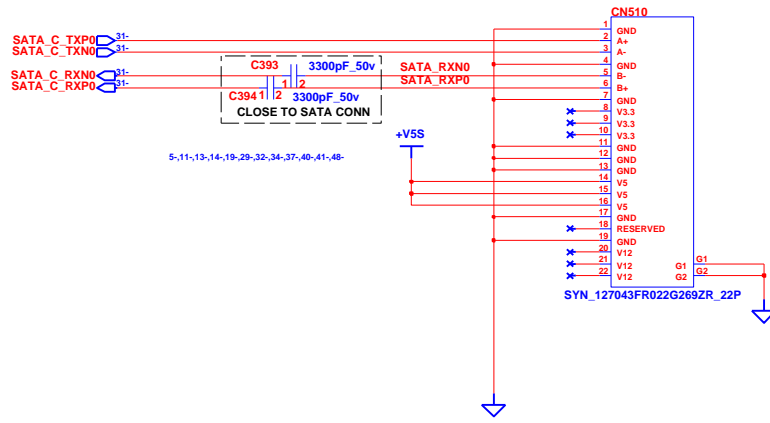 CN510
1 GND
SATA_C_TXP0 31- 2 A+
SATA_C_TXN0 31- 3 A-
4 GND
SATA_C_RXN0 31- C393 3300pF_50v SATA_RXN0 5 B-
SATA_C_RXP0 31- 1 2 SATA_RXP0 6 B+
C394 1 2 3300pF_50v 7 GND
CLOSE TO SATA CONN 8 V3.3
9 V3.3
+V5S 10 V3.3
11 GND
5-,11-,13-,14-,19-,29-,32-,34-,37-,40-,41-,48- 12 GND
13 GND
14 V5
15 V5
16 V5
17 GND
18 RESERVED
19 GND
20 V12
21 V12 G1 G1
22 V12 G2 G2
SYN_127043FR022G269ZR_22P